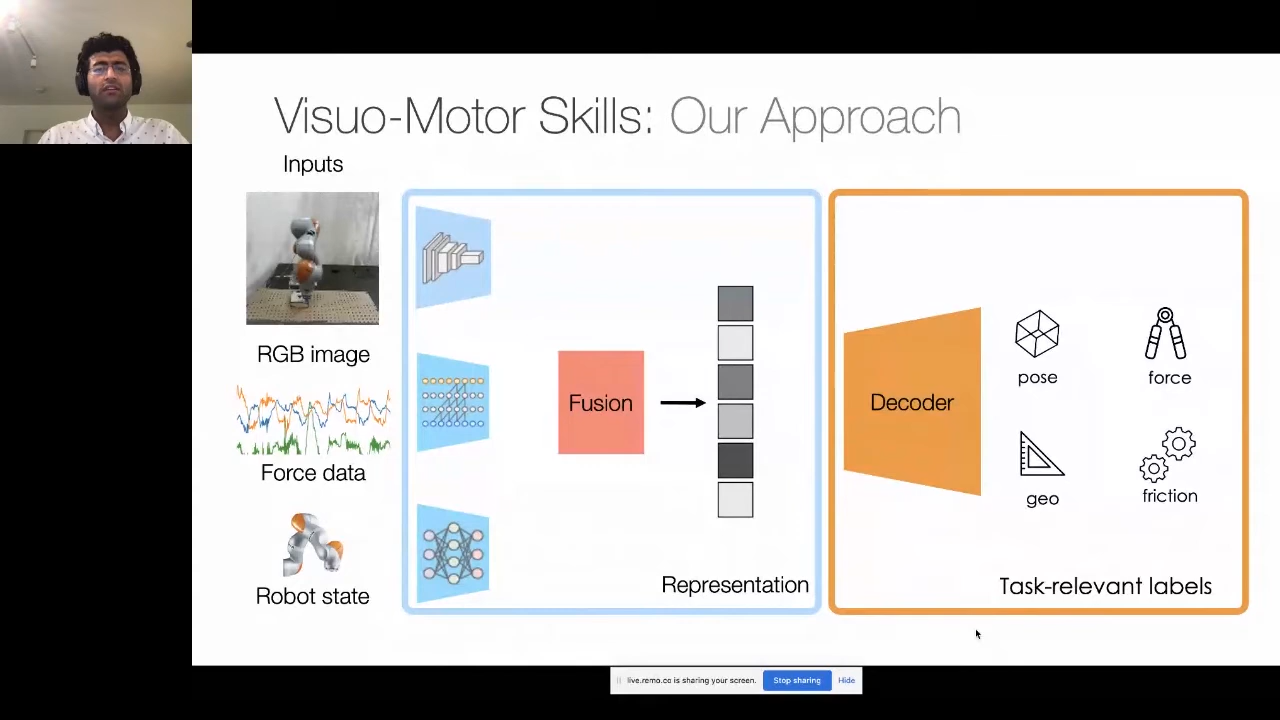 Visuo-Motor Skills: Our Approach
Inputs
RGB image
Force data
Robot state
Fusion
Representation
Decoder
pose
force
geo
friction
Task-relevant labels
live.remo.co is sharing your screen.
Stop sharing
Hide